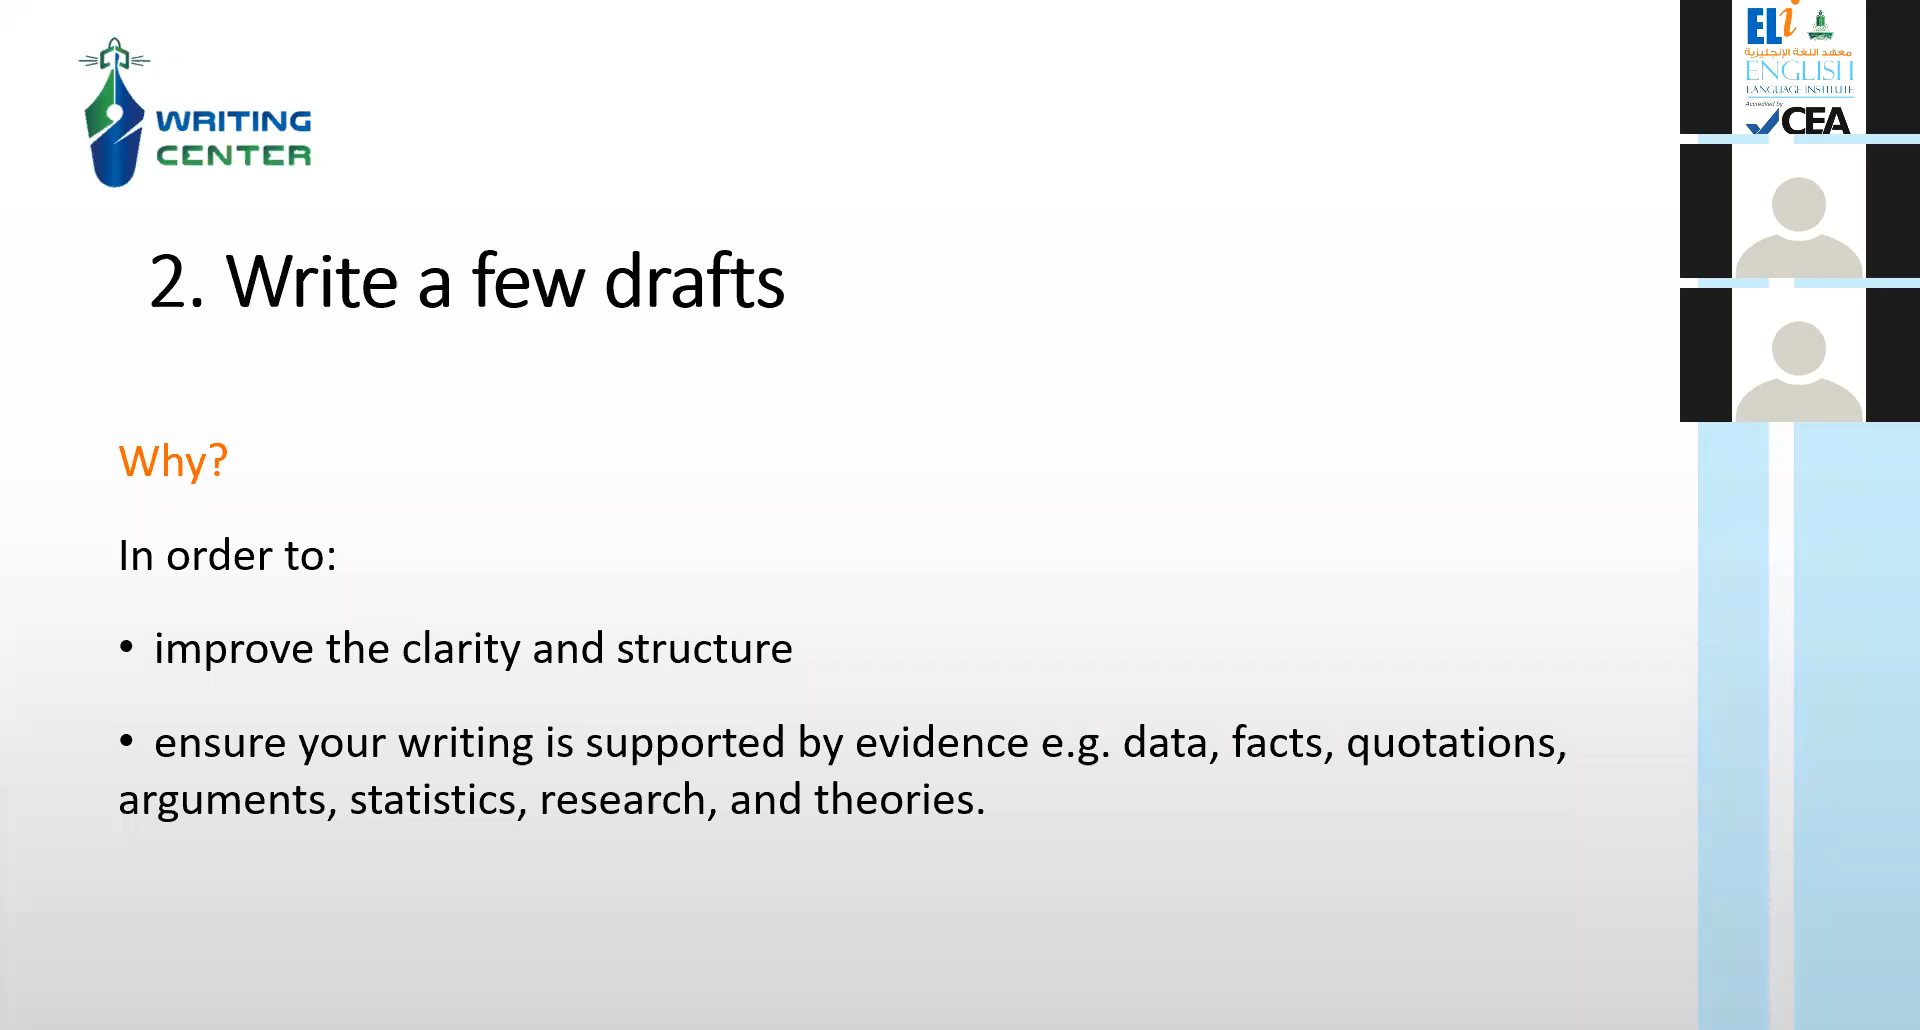 WRITING
CENTER
2. Write a few drafts
Why?
In order to:
• improve the clarity and structure
• ensure your writing is supported by evidence e.g. data, facts, quotations,
arguments, statistics, research, and theories.
ELi
معهد اللغة الإنجليزية
ENGLISH
LANGUAGE INSTITUTE
Accredited by
CEA